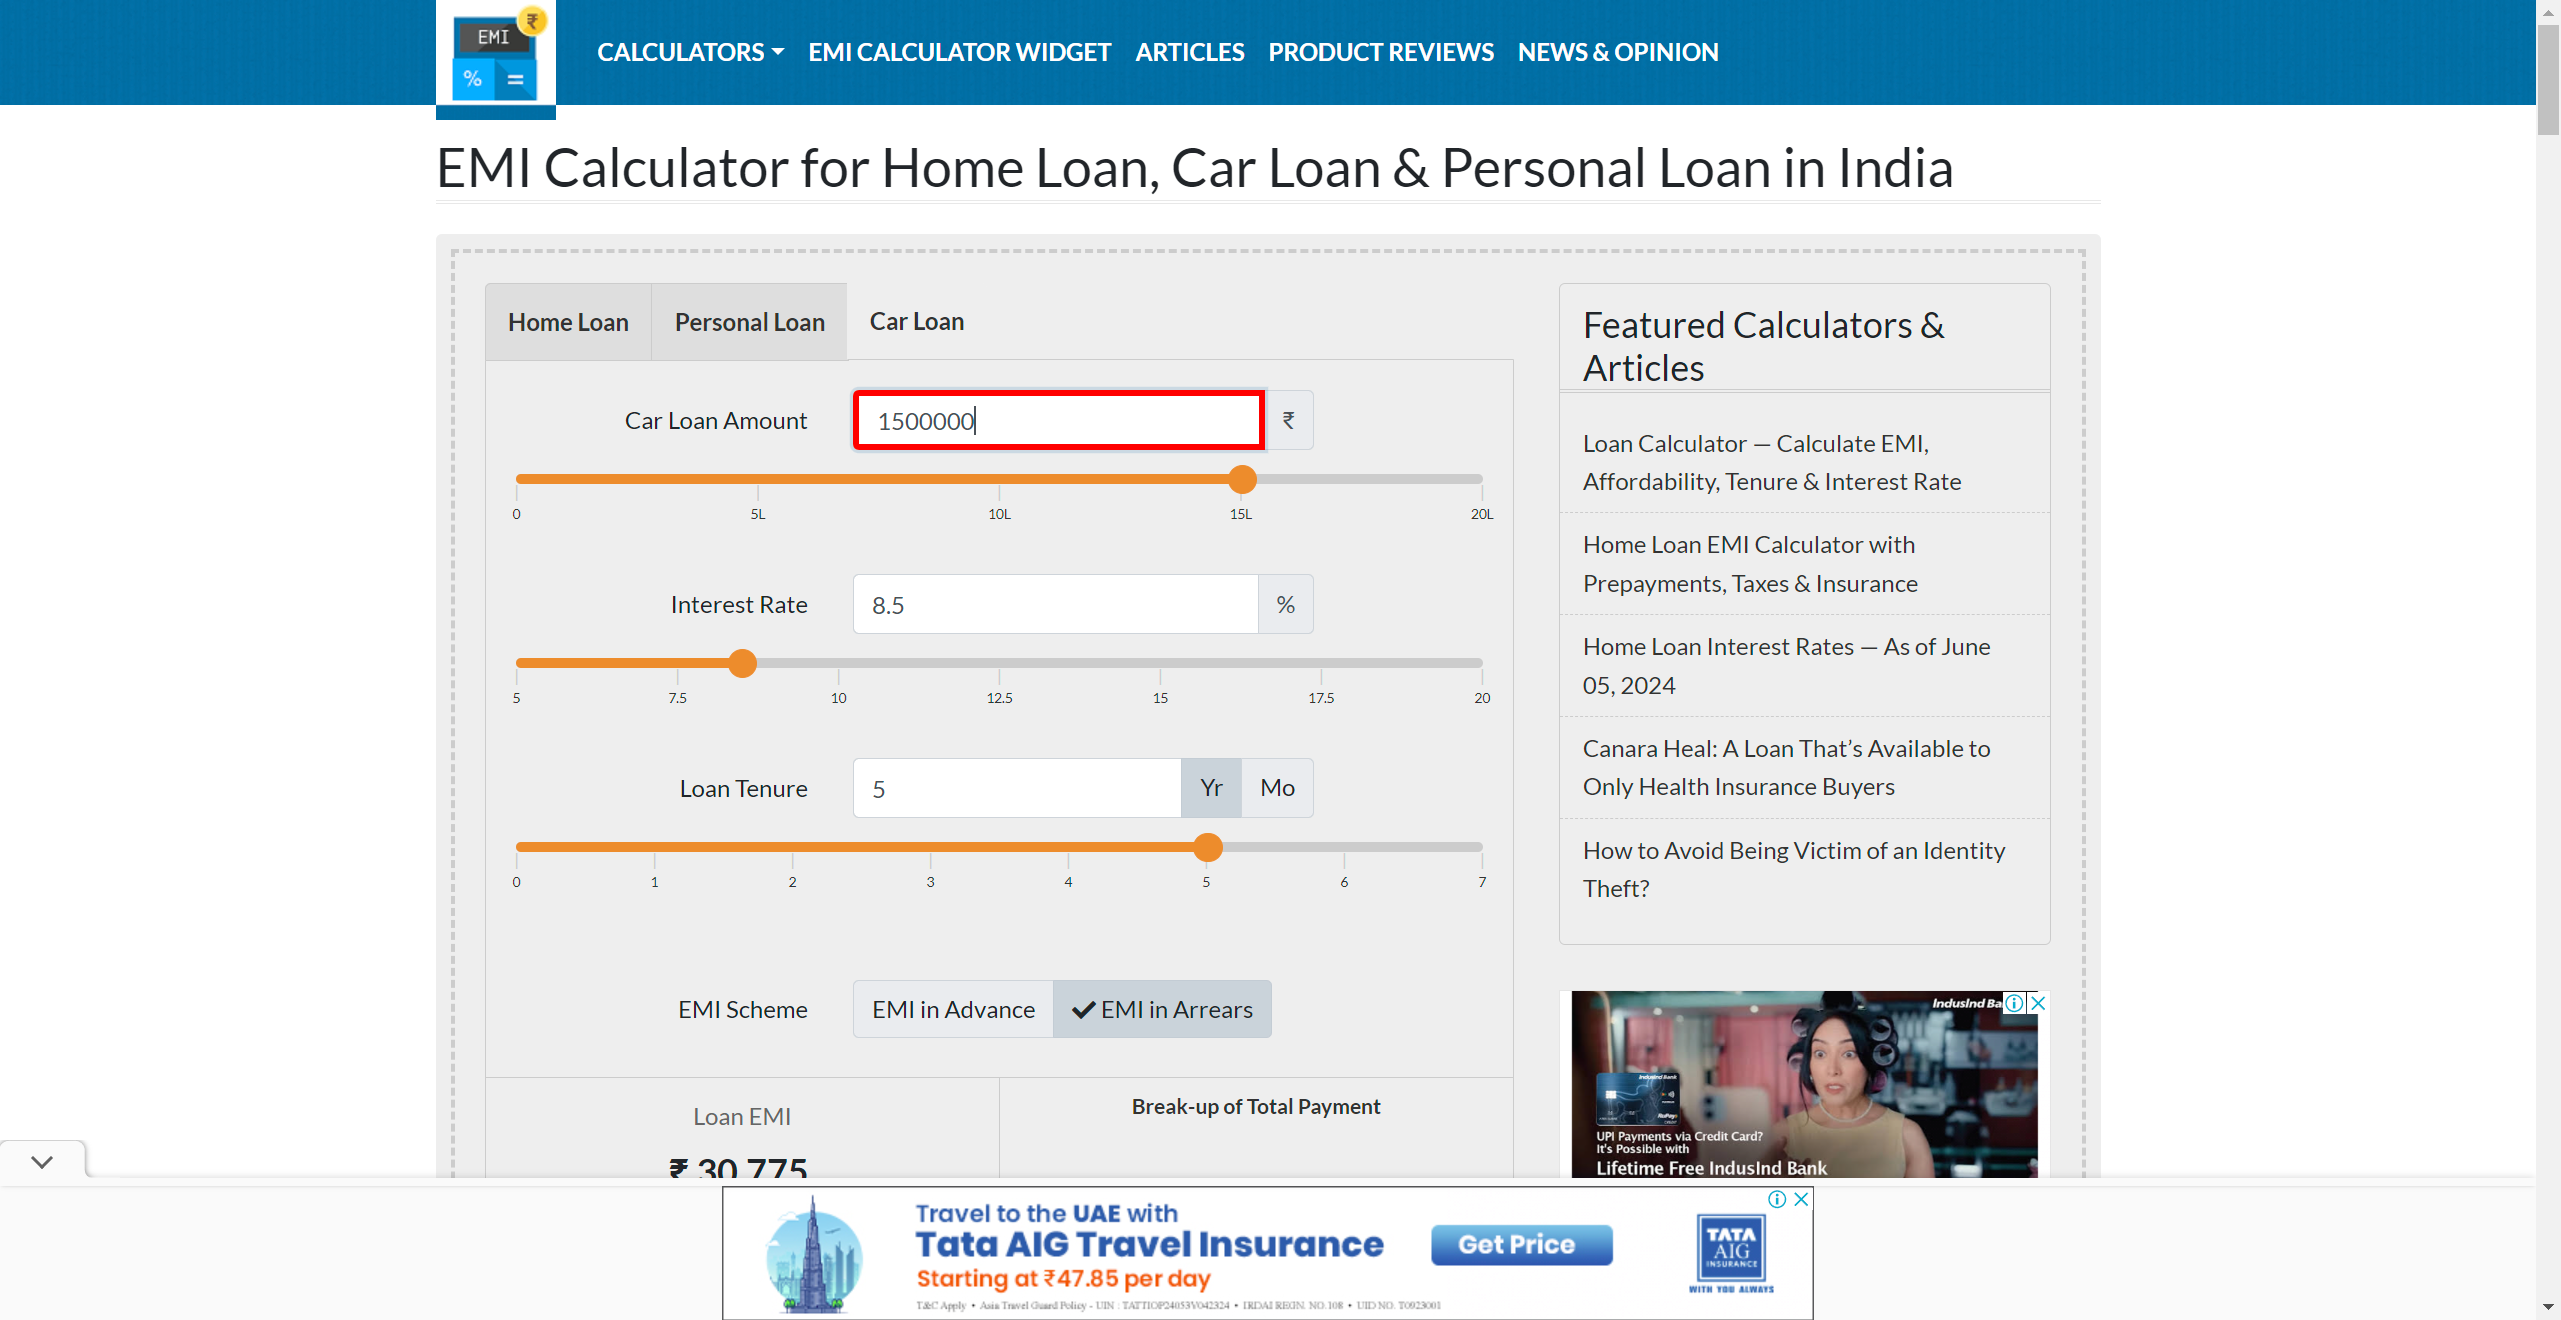 EMI
₹
%
=
CALCULATORS
EMI CALCULATOR WIDGET
ARTICLES
PRODUCT REVIEWS
NEWS & OPINION
EMI Calculator for Home Loan, Car Loan & Personal Loan in India
Home Loan
Personal Loan
Car Loan
Car Loan Amount
1500000
₹
0
5L
10L
15L
20L
Interest Rate
8.5
%
5
7.5
10
12.5
15
17.5
20
Loan Tenure
5
Yr
Mo
0
1
2
3
4
5
6
7
EMI Scheme
EMI in Advance
EMI in Arrears
Loan EMI
₹ 30,775
Break-up of Total Payment
Featured Calculators &
Articles
Loan Calculator — Calculate EMI,
Affordability, Tenure & Interest Rate
Home Loan EMI Calculator with
Prepayments, Taxes & Insurance
Home Loan Interest Rates — As of June
05, 2024
Canara Heal: A Loan That’s Available to
Only Health Insurance Buyers
How to Avoid Being Victim of an Identity
Theft?
IndusInd Ba
IndusInd Bank
RuPay
UPI Payments via Credit Card?
It's Possible with
Lifetime Free IndusInd Bank
Travel to the UAE with
Tata AIG Travel Insurance
Starting at ₹47.85 per day
T&C Apply • Asia Travel Guard Policy - UIN : TATTIOP24053V042324 • IRDAI REGN. NO.108 • UID NO. T0923001
Get Price
TATA
AIG
INSURANCE
WITH YOU ALWAYS